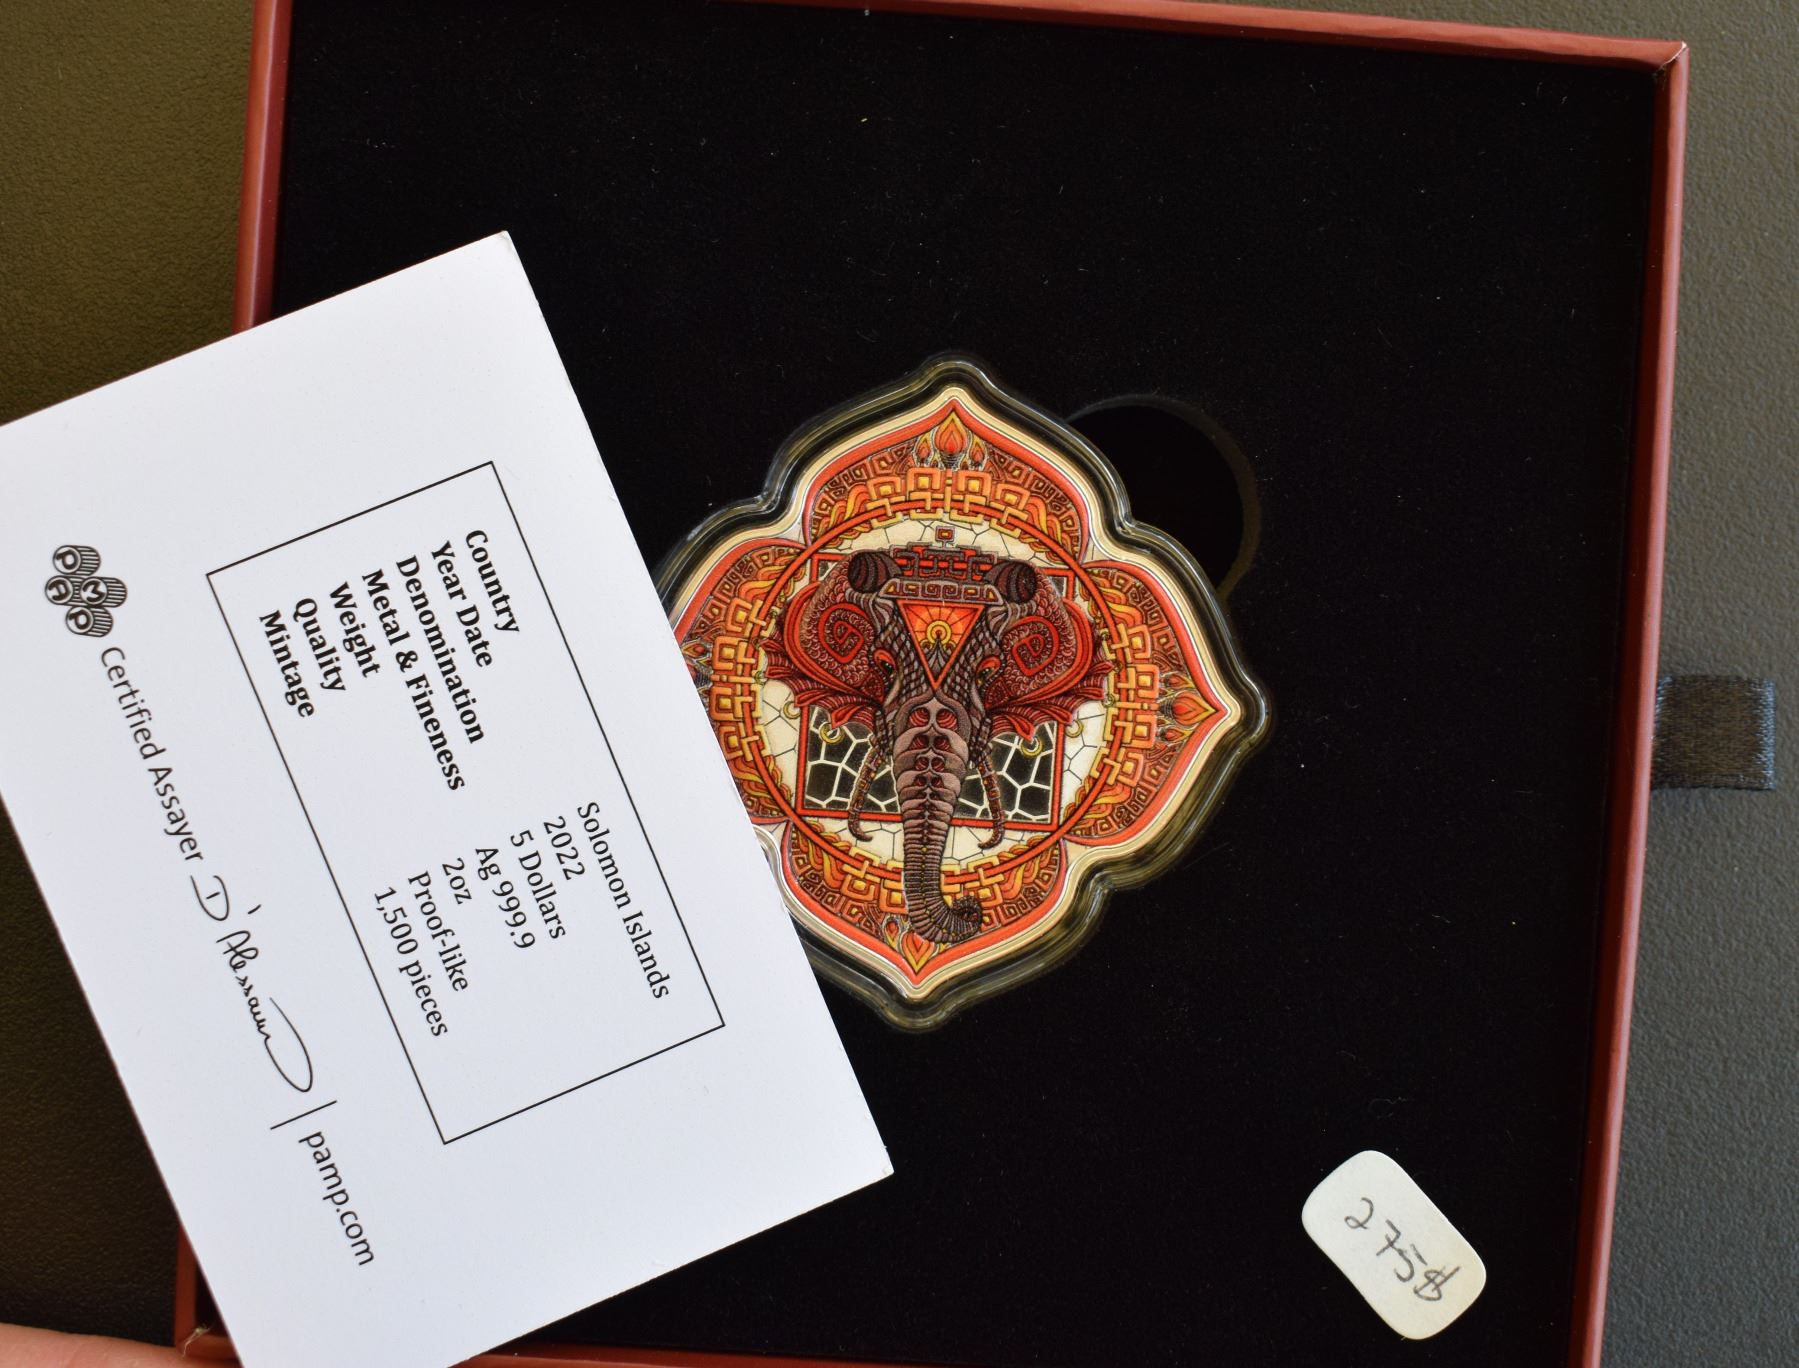 Country Solomon Islands
Year Date 2022
Denomination 5 Dollars
Metal & Fineness Ag 999.9
Weight 2oz
Quality Proof-like
Mintage 1,500 pieces
PAMP Certified Assayer D'Alessandro | pamp.com
275$